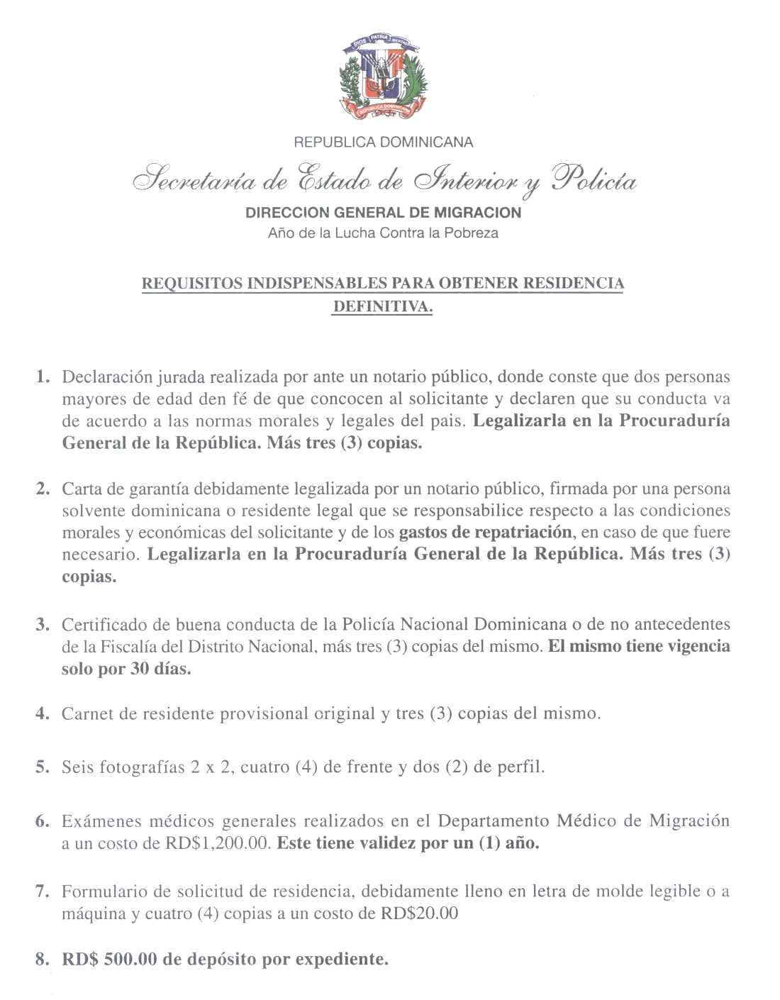 DIOS PATRIA LIBERTAD
REPUBLICA DOMINICANA
REPUBLICA DOMINICANA
Secretaría de Estado de Interior y Policía
DIRECCION GENERAL DE MIGRACION
Año de la Lucha Contra la Pobreza
REQUISITOS INDISPENSABLES PARA OBTENER RESIDENCIA
DEFINITIVA.
1. Declaración jurada realizada por ante un notario público, donde conste que dos personas
mayores de edad den fé de que concocen al solicitante y declaren que su conducta va
de acuerdo a las normas morales y legales del pais. Legalizarla en la Procuraduría
General de la República. Más tres (3) copias.
2. Carta de garantía debidamente legalizada por un notario público, firmada por una persona
solvente dominicana o residente legal que se responsabilice respecto a las condiciones
morales y económicas del solicitante y de los gastos de repatriación, en caso de que fuere
necesario. Legalizarla en la Procuraduría General de la República. Más tres (3)
copias.
3. Certificado de buena conducta de la Policía Nacional Dominicana o de no antecedentes
de la Fiscalía del Distrito Nacional, más tres (3) copias del mismo. El mismo tiene vigencia
solo por 30 días.
4. Carnet de residente provisional original y tres (3) copias del mismo.
5. Seis fotografías 2 x 2, cuatro (4) de frente y dos (2) de perfil.
6. Exámenes médicos generales realizados en el Departamento Médico de Migración
a un costo de RD$1,200.00. Este tiene validez por un (1) año.
7. Formulario de solicitud de residencia, debidamente lleno en letra de molde legible o a
máquina y cuatro (4) copias a un costo de RD$20.00
8. RD$ 500.00 de depósito por expediente.